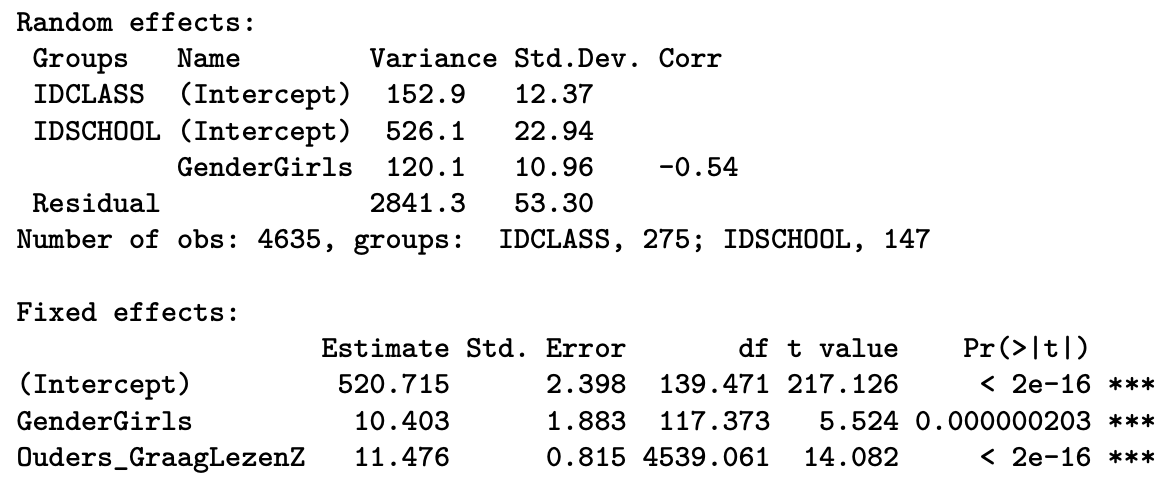 Random effects:
Groups Name Variance Std.Dev. Corr
IDCLASS (Intercept) 152.9 12.37
IDSCHOOL (Intercept) 526.1 22.94
GenderGirls 120.1 10.96 -0.54
Residual 2841.3 53.30
Number of obs: 4635, groups: IDCLASS, 275; IDSCHOOL, 147

Fixed effects:
Estimate Std. Error df t value Pr(>|t|)
(Intercept) 520.715 2.398 139.471 217.126 < 2e-16 ***
GenderGirls 10.403 1.883 117.373 5.524 0.000000203 ***
Ouders_GraagLezenZ 11.476 0.815 4539.061 14.082 < 2e-16 ***